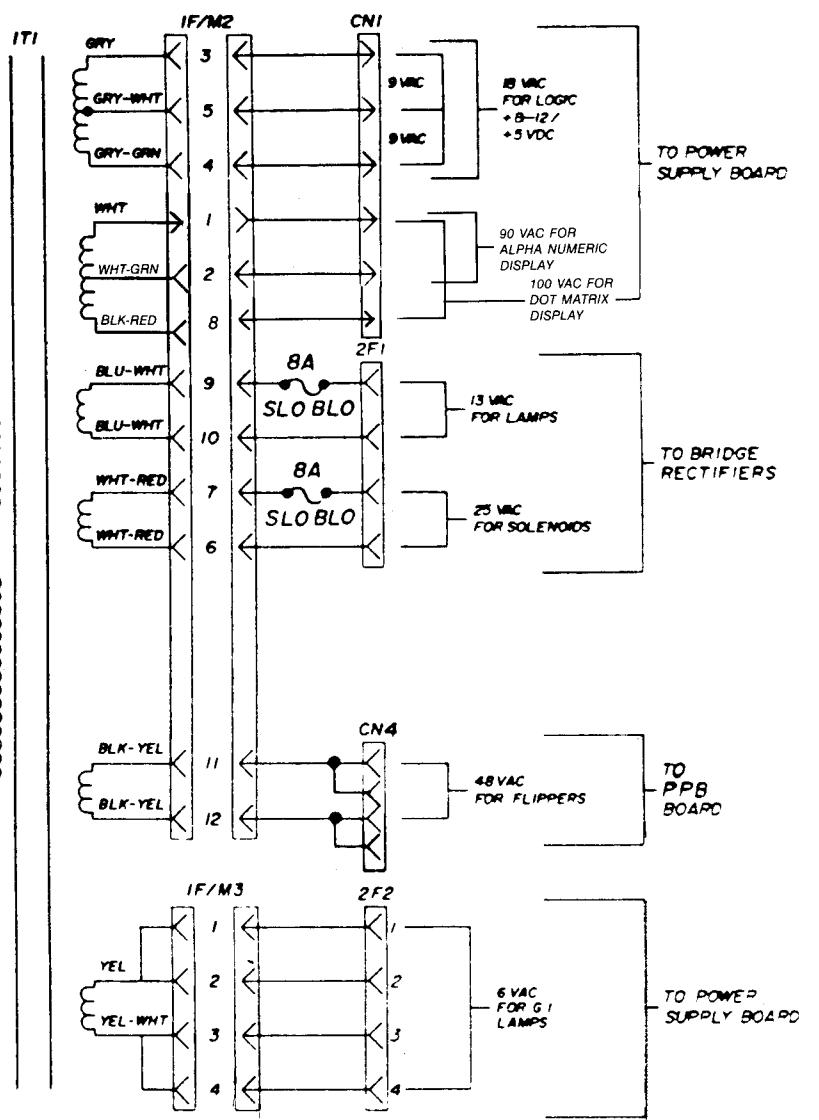 1T1
1F/M2
CN1
GRY
3
9 VAC
GRY-WHT
5
9 VAC
GRY-GRN
4
18 VAC
FOR LOGIC
+8-12/
+5 VDC
TO POWER
SUPPLY BOARD
WHT
1
WHT-GRN
2
BLK-RED
8
90 VAC FOR
ALPHA NUMERIC
DISPLAY
100 VAC FOR
DOT MATRIX
DISPLAY
2F1
BLU-WHT
9
8A
SLO BLO
BLU-WHT
10
13 VAC
FOR LAMPS
WHT-RED
7
8A
SLO BLO
WHT-RED
6
25 VAC
FOR SOLENOIDS
TO BRIDGE
RECTIFIERS
CN4
BLK-YEL
11
BLK-YEL
12
48 VAC
FOR FLIPPERS
TO
PPB
BOARD
1F/M3
2F2
1
1
YEL
2
2
YEL-WHT
3
3
4
4
6 VAC
FOR G I
LAMPS
TO POWER
SUPPLY BOARD